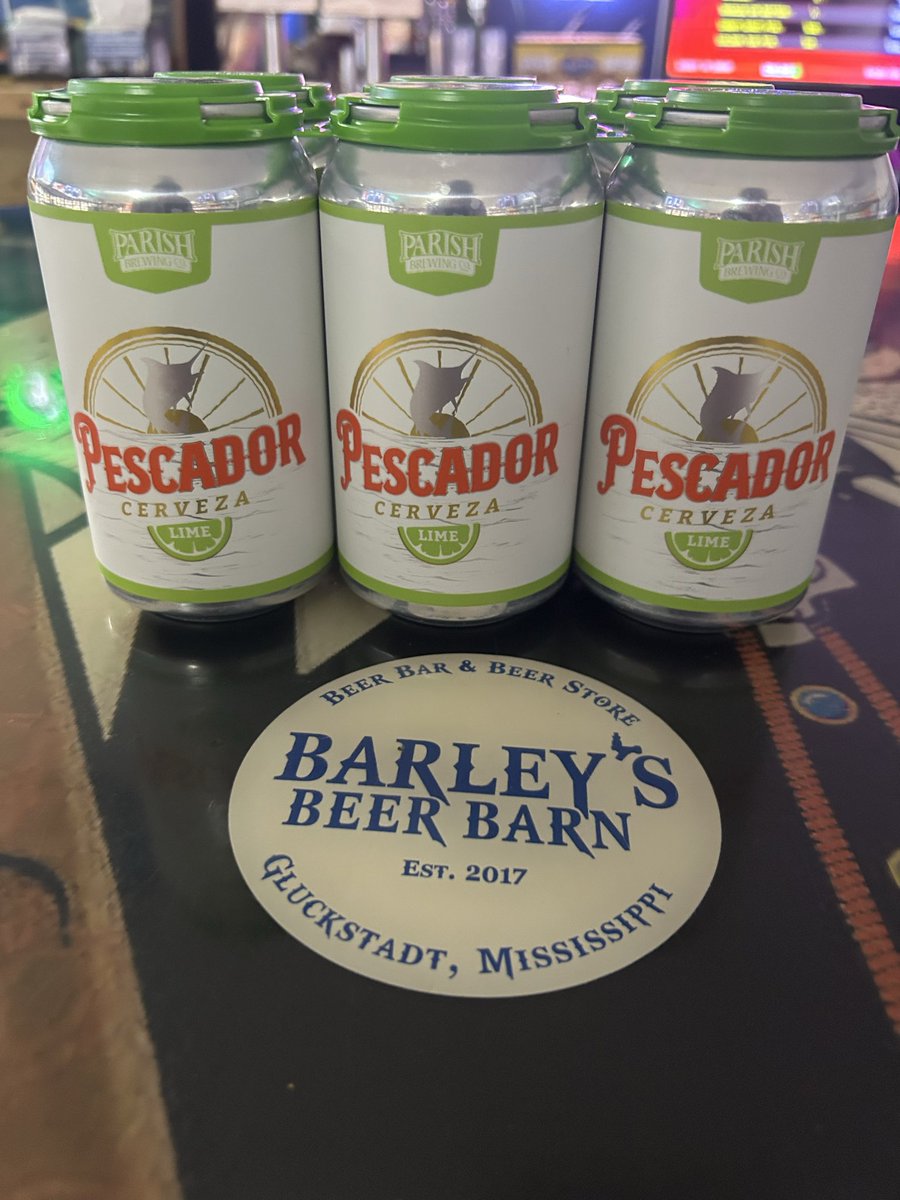 PARISH
BREWING CO.
PESCADOR
CERVEZA
LIME
PARISH
BREWING CO.
PESCADOR
CERVEZA
LIME
PARISH
BREWING CO.
PESCADOR
CERVEZA
LIME
BEER BAR & BEER STORE
BARLEY'S
BEER BARN
EST. 2017
GLUCKSTADT, MISSISSIPPI